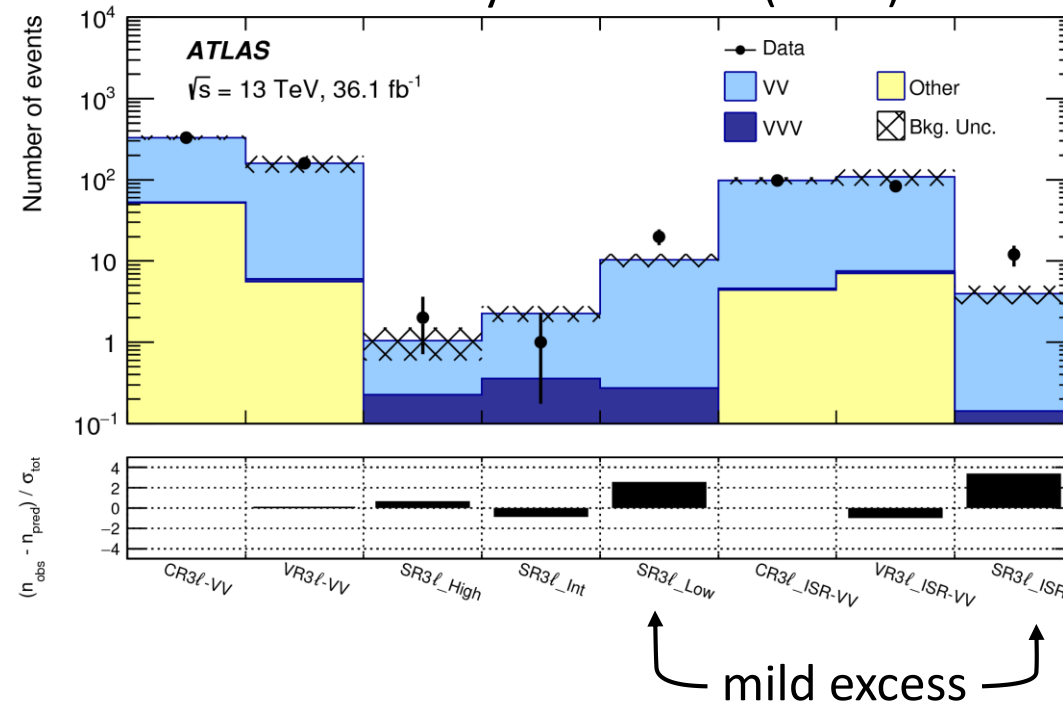 10⁴
10³
10²
10
1
10⁻¹
Number of events
ATLAS
√s = 13 TeV, 36.1 fb⁻¹
Data
VV
Other
VVV
Bkg. Unc.
4
2
0
−2
−4
(n_obs - n_pred) / σ_tot
CR3ℓ-VV
VR3ℓ-VV
SR3ℓ_High
SR3ℓ_Int
SR3ℓ_Low
CR3ℓ_ISR-VV
VR3ℓ_ISR-VV
SR3ℓ_ISR
mild excess